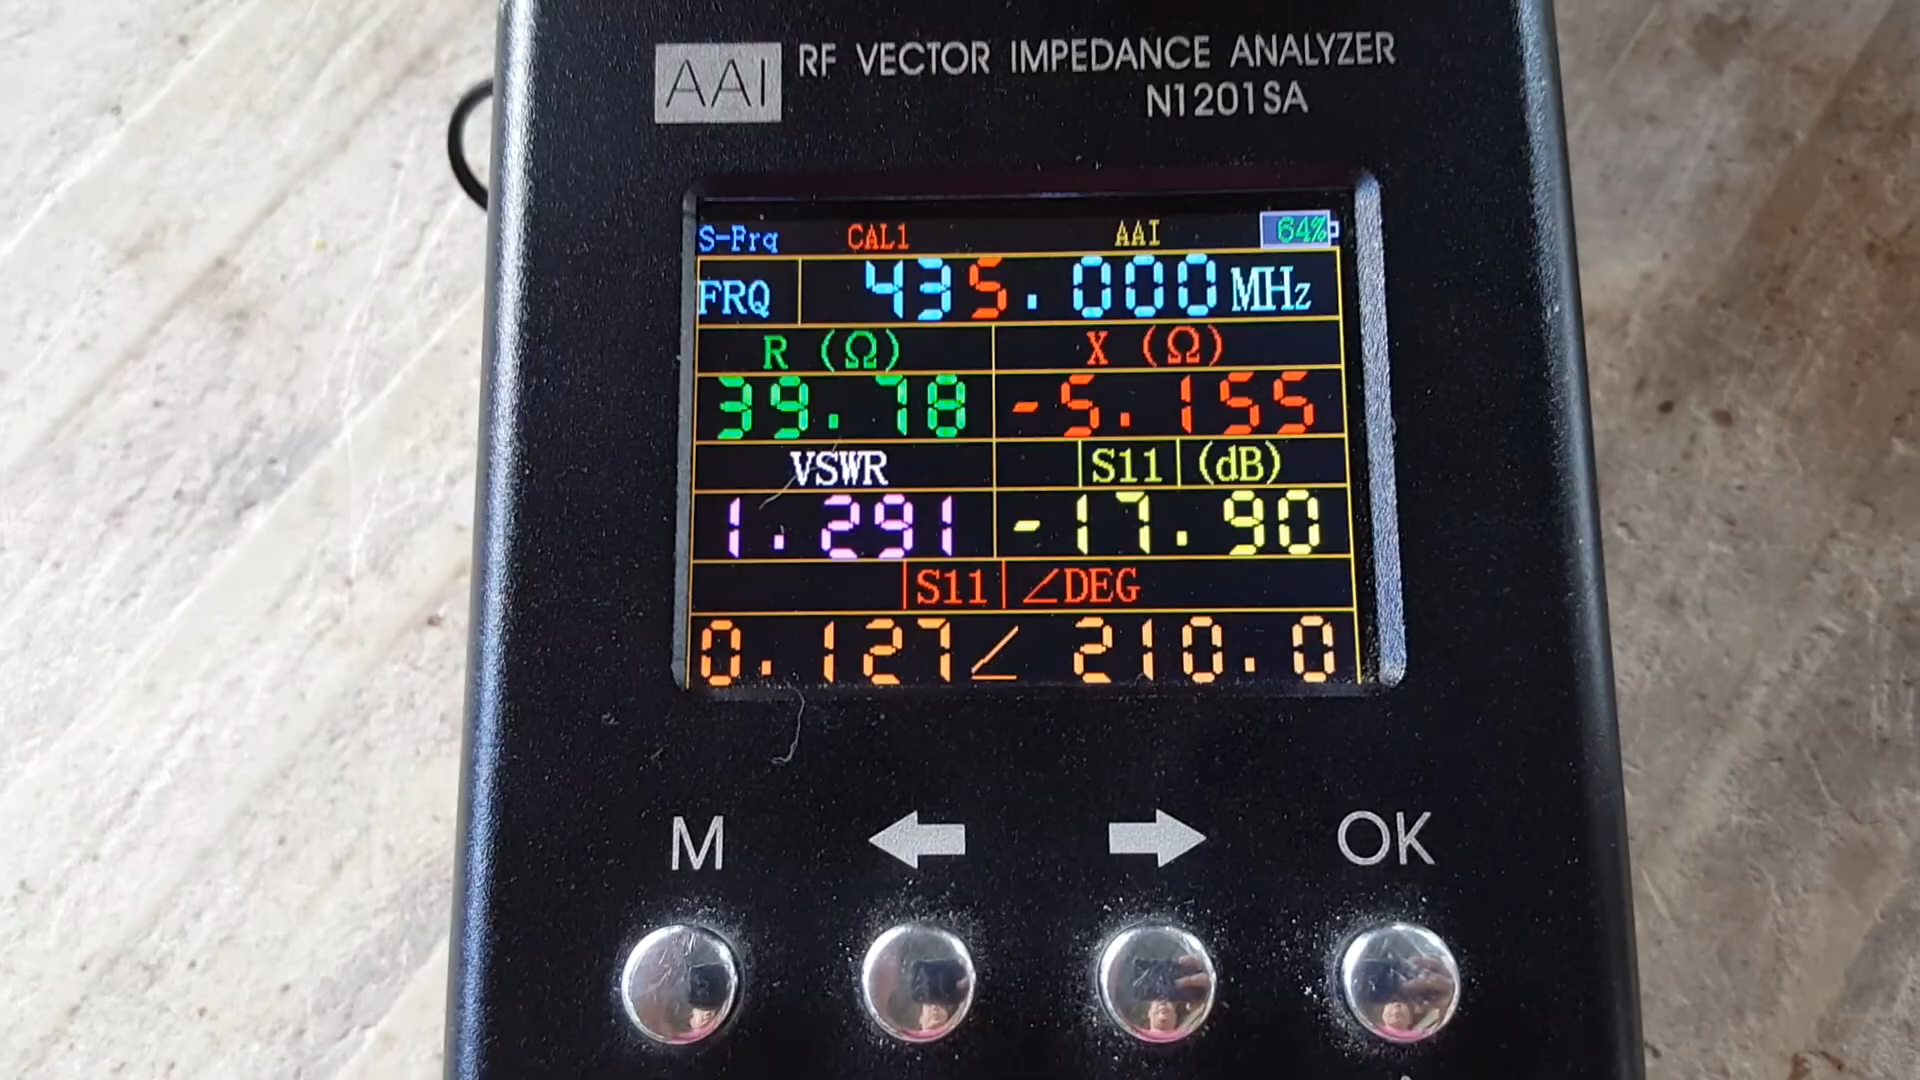 AAI RF VECTOR IMPEDANCE ANALYZER
N1201SA
S-Frq CAL1 AAI 64%
FRQ 435.000 MHz
R (Ω) X (Ω)
39.78 -5.155
VSWR |S11| (dB)
1.291 -17.90
|S11| ∠DEG
0.127∠ 210.0
M ← → OK